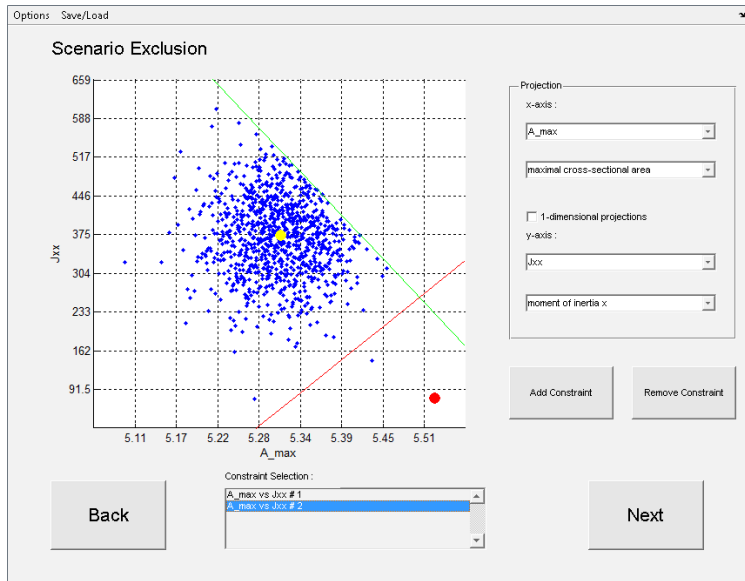 Options Save/Load
Scenario Exclusion
659
588
517
446
375
304
233
162
91.5
Jxx
5.11 5.17 5.22 5.28 5.34 5.39 5.45 5.51
A_max
Projection
x-axis :
A_max
maximal cross-sectional area
1-dimensional projections
y-axis :
Jxx
moment of inertia x
Add Constraint
Remove Constraint
Constraint Selection :
A_max vs Jxx # 1
A_max vs Jxx # 2
Back
Next